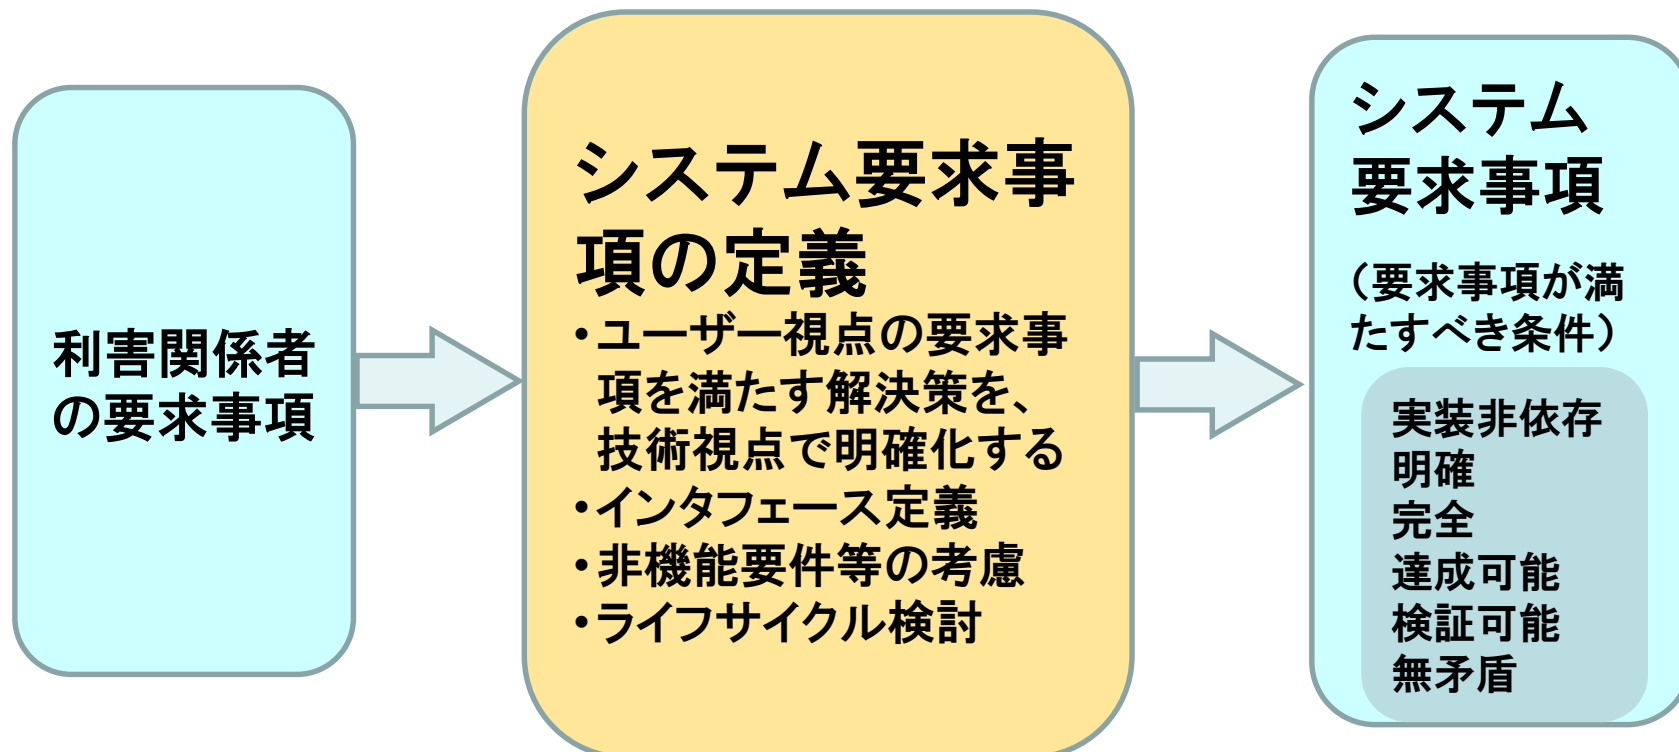 利害関係者
の要求事項
システム要求事
項の定義
・ユーザー視点の要求事
項を満たす解決策を、
技術視点で明確化する
・インタフェース定義
・非機能要件等の考慮
・ライフサイクル検討
システム
要求事項
（要求事項が満
たすべき条件）
実装非依存
明確
完全
達成可能
検証可能
無矛盾